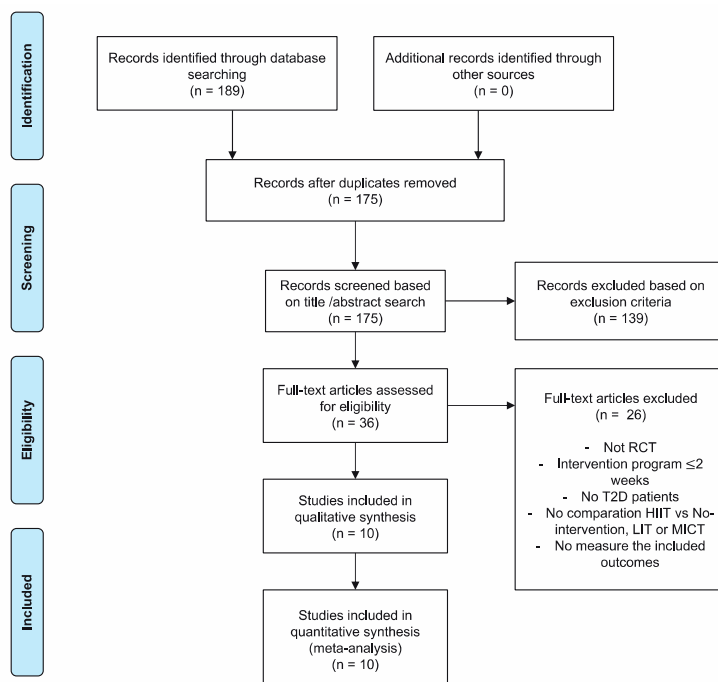 Identification
Records identified through database
searching
(n = 189)
Additional records identified through
other sources
(n = 0)
Records after duplicates removed
(n = 175)
Screening
Records screened based
on title /abstract search
(n = 175)
Records excluded based on
exclusion criteria
(n = 139)
Eligibility
Full-text articles assessed
for eligibility
(n = 36)
Full-text articles excluded
(n = 26)
- Not RCT
- Intervention program ≤2
weeks
- No T2D patients
- No comparation HIIT vs No-
intervention, LIT or MICT
- No measure the included
outcomes
Studies included in
qualitative synthesis
(n = 10)
Included
Studies included in
quantitative synthesis
(meta-analysis)
(n = 10)